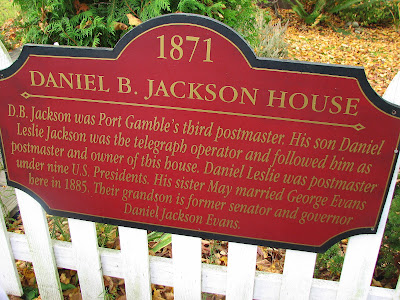 1871
DANIEL B. JACKSON HOUSE
D.B. Jackson was Port Gamble's third postmaster. His son Daniel
Leslie Jackson was the telegraph operator and followed him as
postmaster and owner of this house. Daniel Leslie was postmaster
under nine U.S. Presidents. His sister May married George Evans
here in 1885. Their grandson is former senator and governor
Daniel Jackson Evans.